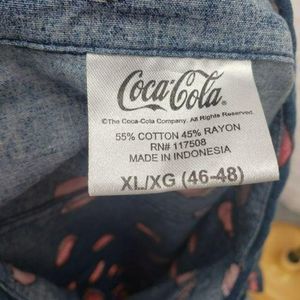 Coca-Cola
©The Coca-Cola Company. All Rights Reserved
55% COTTON 45% RAYON
RN# 117508
MADE IN INDONESIA
XL/XG (46-48)